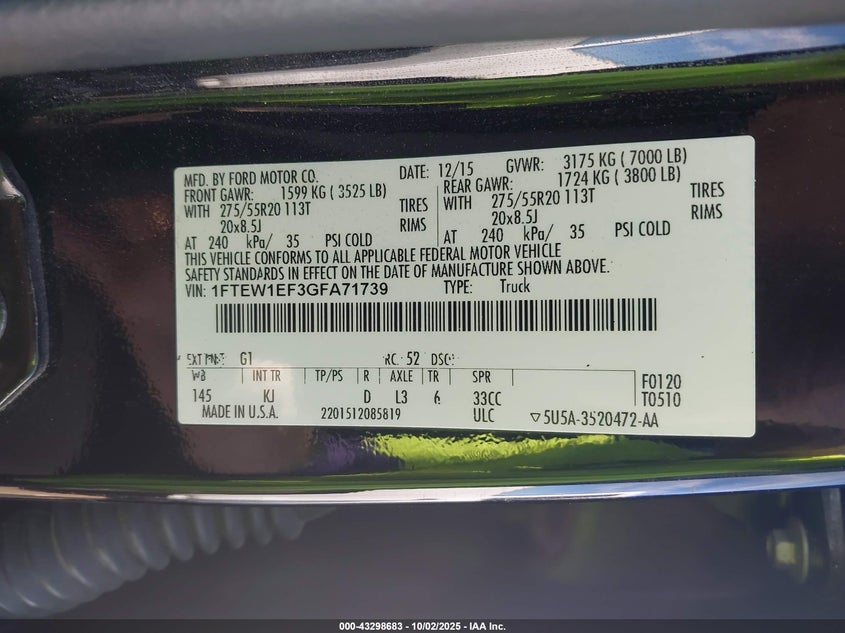 MFD. BY FORD MOTOR CO. DATE: 12/15 GVWR: 3175 KG ( 7000 LB)
FRONT GAWR: 1599 KG ( 3525 LB) REAR GAWR: 1724 KG ( 3800 LB)
WITH 275/55R20 113T TIRES WITH 275/55R20 113T TIRES
20x8.5J RIMS 20x8.5J RIMS
AT 240 kPa/ 35 PSI COLD AT 240 kPa/ 35 PSI COLD
THIS VEHICLE CONFORMS TO ALL APPLICABLE FEDERAL MOTOR VEHICLE
SAFETY STANDARDS IN EFFECT ON THE DATE OF MANUFACTURE SHOWN ABOVE.
VIN: 1FTEW1EF3GFA71739 TYPE: Truck
EXT PNT: G1 RC: 52 DSO:
WB INT TR TP/PS R AXLE TR SPR F0120
145 KJ D L3 6 33CC T0510
MADE IN U.S.A. 2201512085819 ULC ▽5U5A-3520472-AA
000-43298683 - 10/02/2025 - IAA Inc.